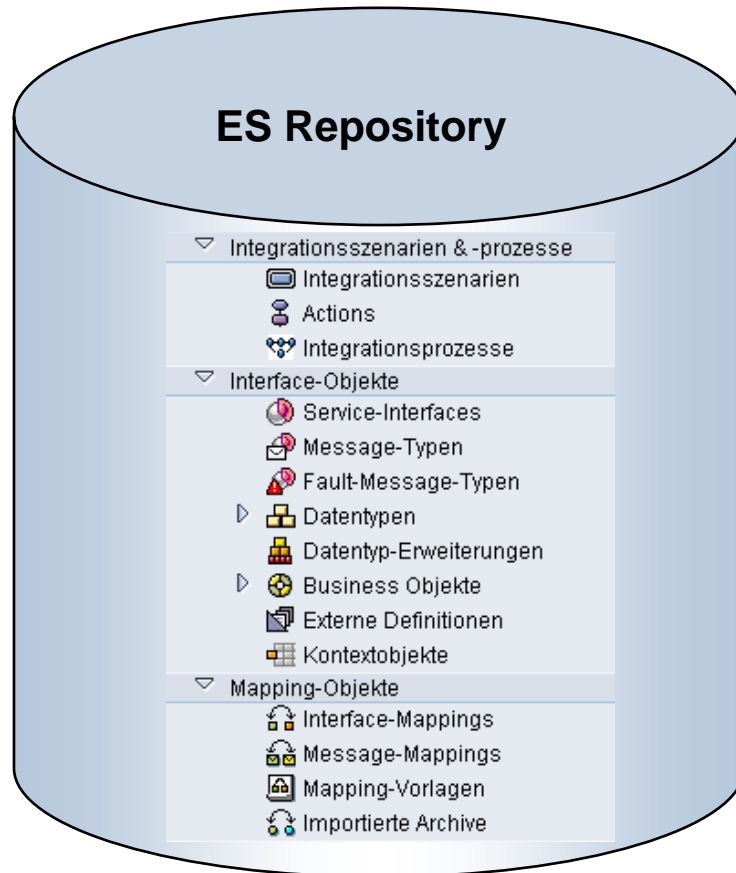 ES Repository
Integrationsszenarien & -prozesse
Integrationsszenarien
Actions
Integrationsprozesse
Interface-Objekte
Service-Interfaces
Message-Typen
Fault-Message-Typen
Datentypen
Datentyp-Erweiterungen
Business Objekte
Externe Definitionen
Kontextobjekte
Mapping-Objekte
Interface-Mappings
Message-Mappings
Mapping-Vorlagen
Importierte Archive